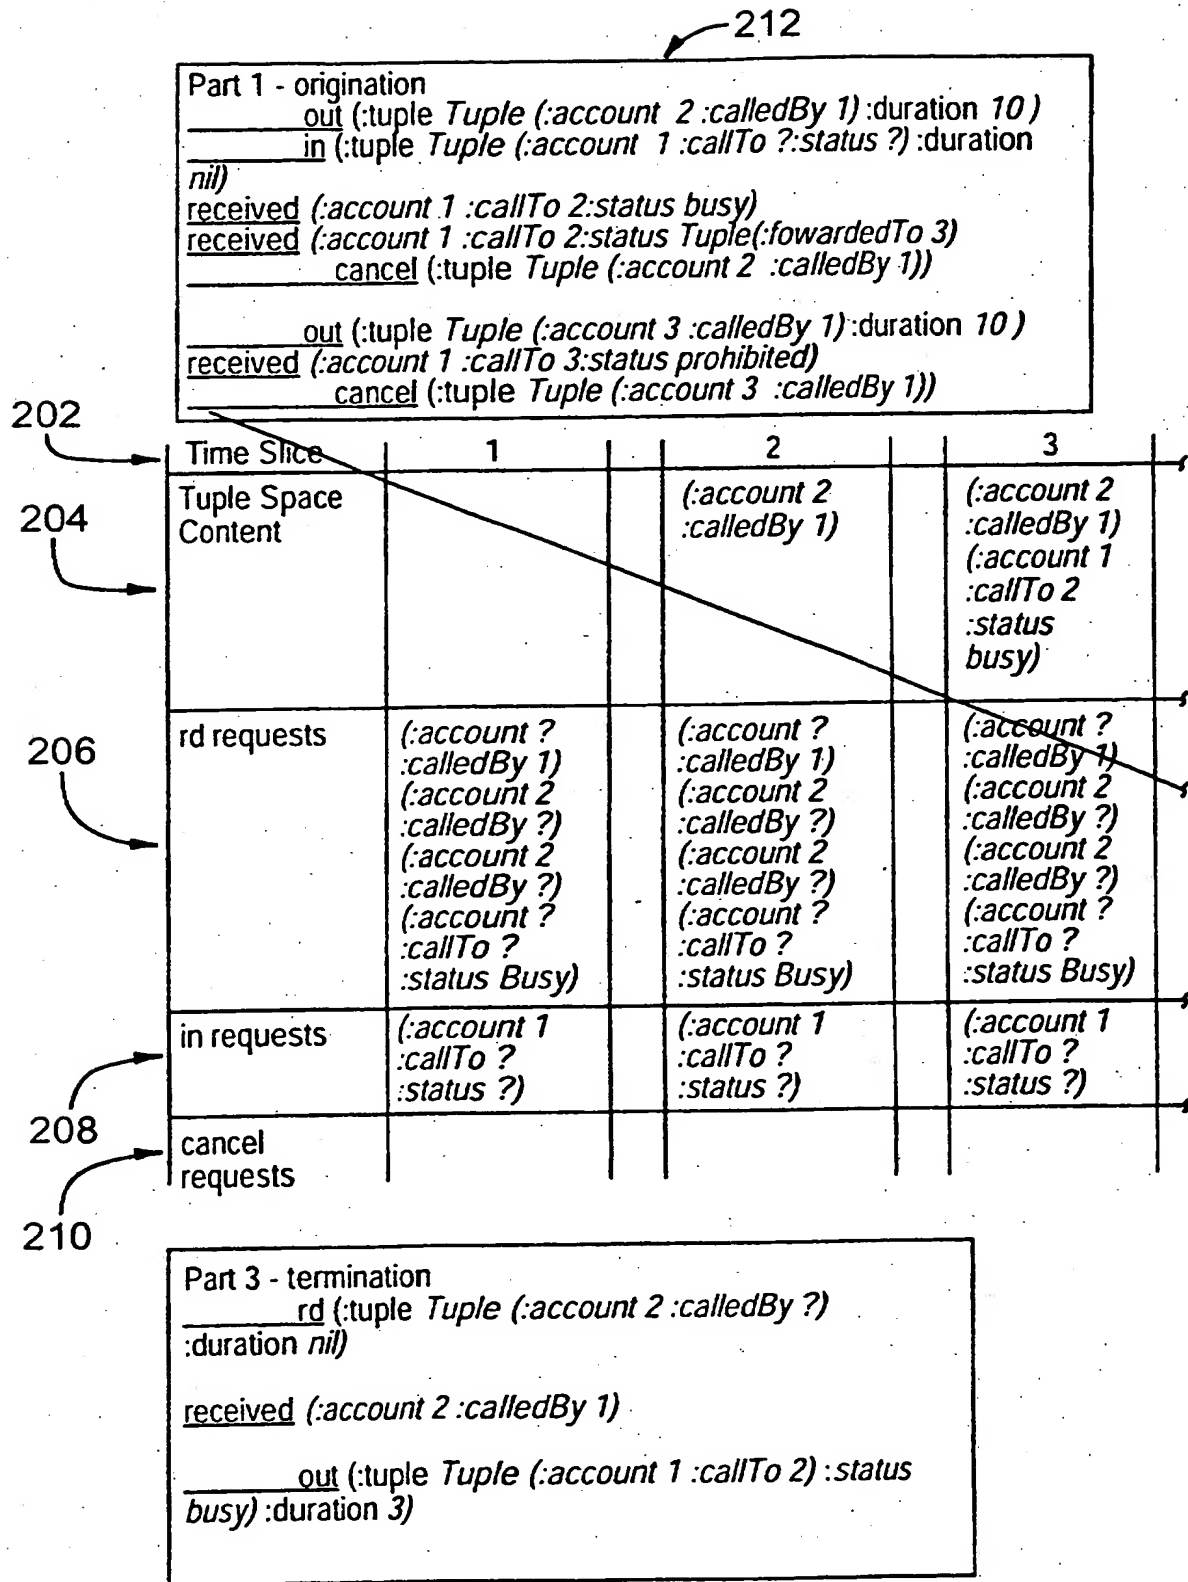 212
Part 1 - origination
out (:tuple Tuple (:account 2 :calledBy 1) :duration 10 )
in (:tuple Tuple (:account 1 :callTo ?:status ?) :duration
nil)
received (:account 1 :callTo 2:status busy)
received (:account 1 :callTo 2:status Tuple(:fowardedTo 3)
cancel (:tuple Tuple (:account 2 :calledBy 1))
out (:tuple Tuple (:account 3 :calledBy 1) :duration 10 )
received (:account 1 :callTo 3:status prohibited)
cancel (:tuple Tuple (:account 3 :calledBy 1))
202
Time Slice 1 2 3
204
Tuple Space
Content
(:account 2
:calledBy 1)
(:account 2
:calledBy 1)
(:account 1
:callTo 2
:status
busy)
206
rd requests
(:account ?
:calledBy 1)
(:account 2
:calledBy ?)
(:account 2
:calledBy ?)
(:account ?
:callTo ?
:status Busy)
(:account ?
:calledBy 1)
(:account 2
:calledBy ?)
(:account 2
:calledBy ?)
(:account ?
:callTo ?
:status Busy)
(:account ?
:calledBy 1)
(:account 2
:calledBy ?)
(:account 2
:calledBy ?)
(:account ?
:callTo ?
:status Busy)
208
in requests
(:account 1
:callTo ?
:status ?)
(:account 1
:callTo ?
:status ?)
(:account 1
:callTo ?
:status ?)
210
cancel
requests
Part 3 - termination
rd (:tuple Tuple (:account 2 :calledBy ?)
:duration nil)
received (:account 2 :calledBy 1)
out (:tuple Tuple (:account 1 :callTo 2) :status
busy) :duration 3)